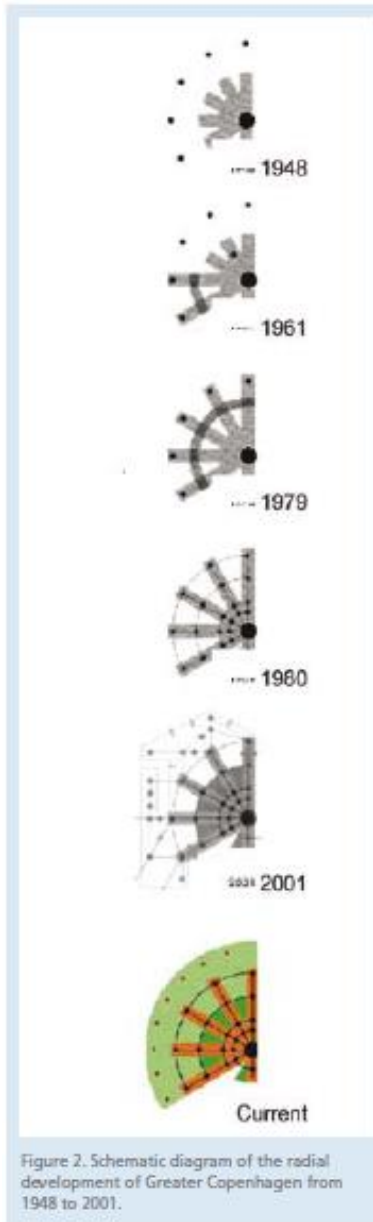 1948
1961
1979
1960
2001
Current
Figure 2. Schematic diagram of the radial
development of Greater Copenhagen from
1948 to 2001.